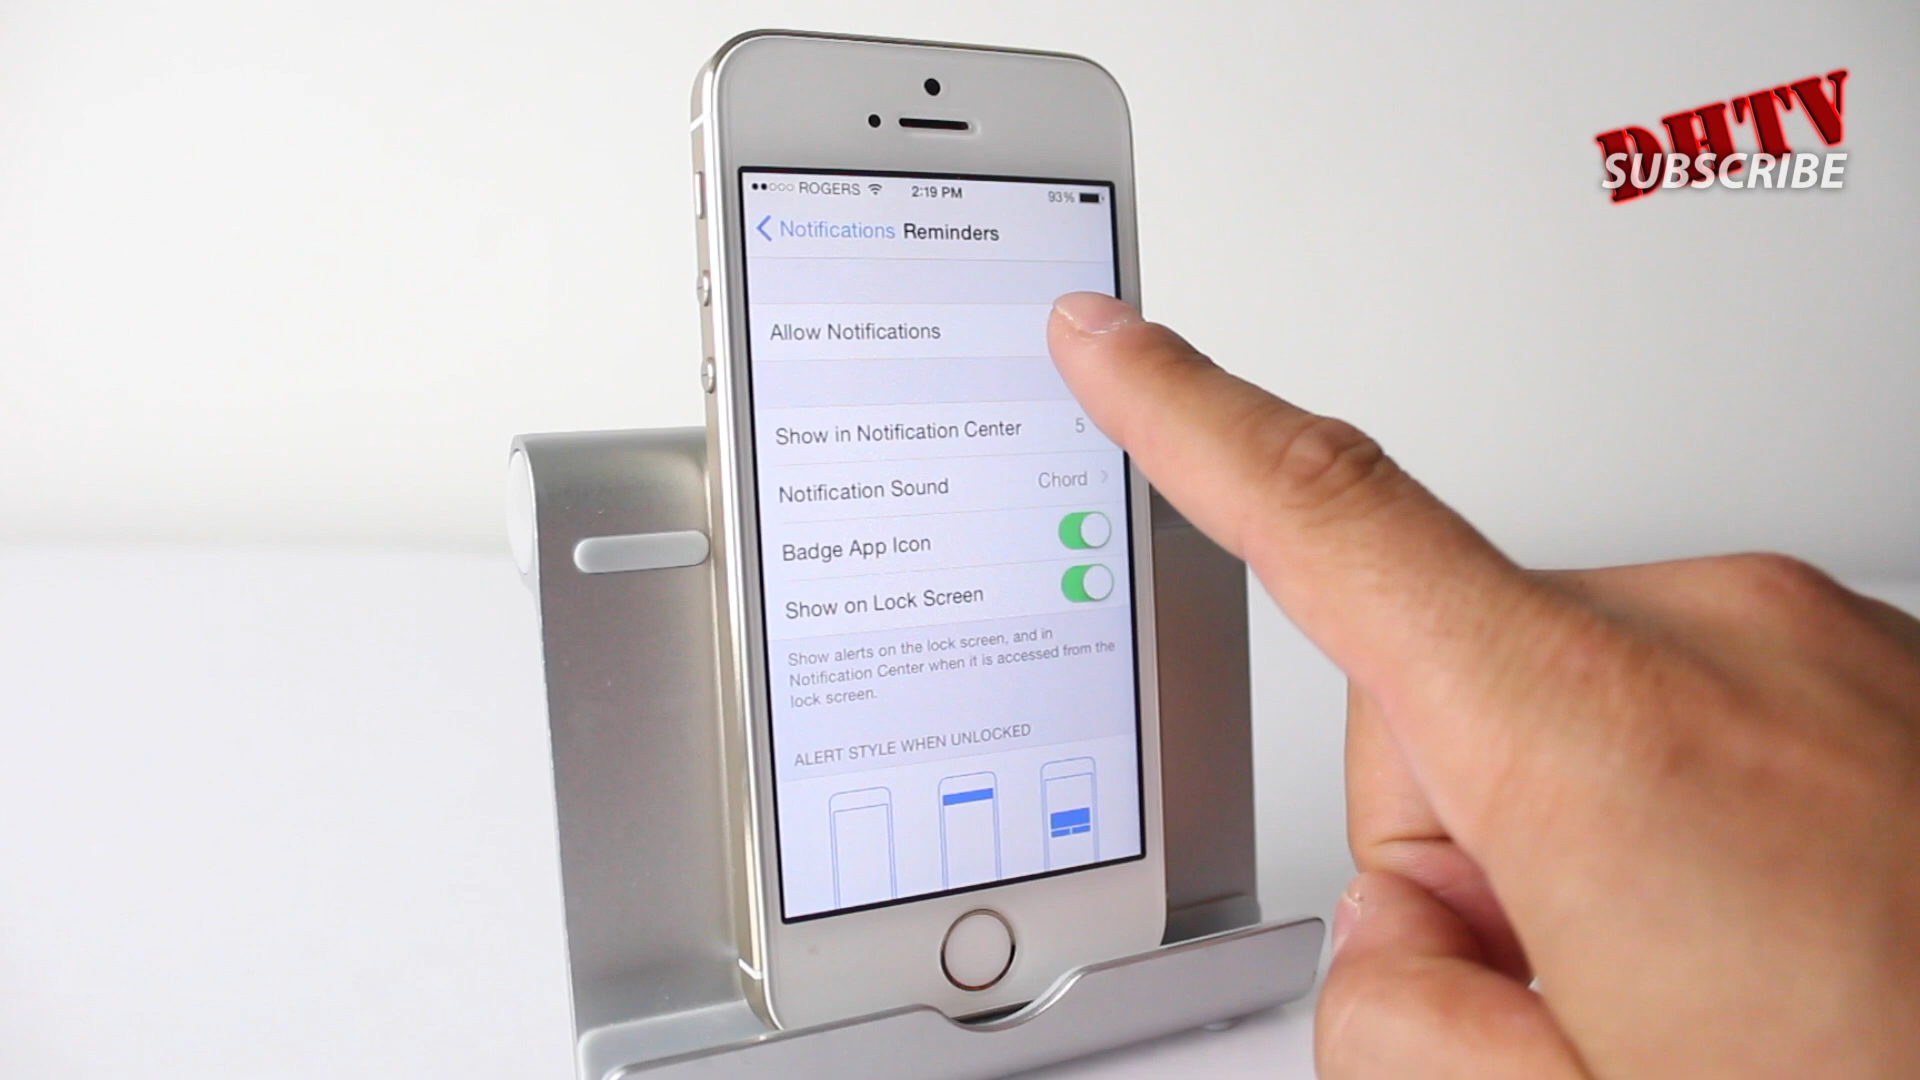 DHTV
SUBSCRIBE
ROGERS 2:19 PM 93%
Notifications Reminders
Allow Notifications
Show in Notification Center 5
Notification Sound Chord
Badge App Icon
Show on Lock Screen
Show alerts on the lock screen, and in
Notification Center when it is accessed from the
lock screen.
ALERT STYLE WHEN UNLOCKED